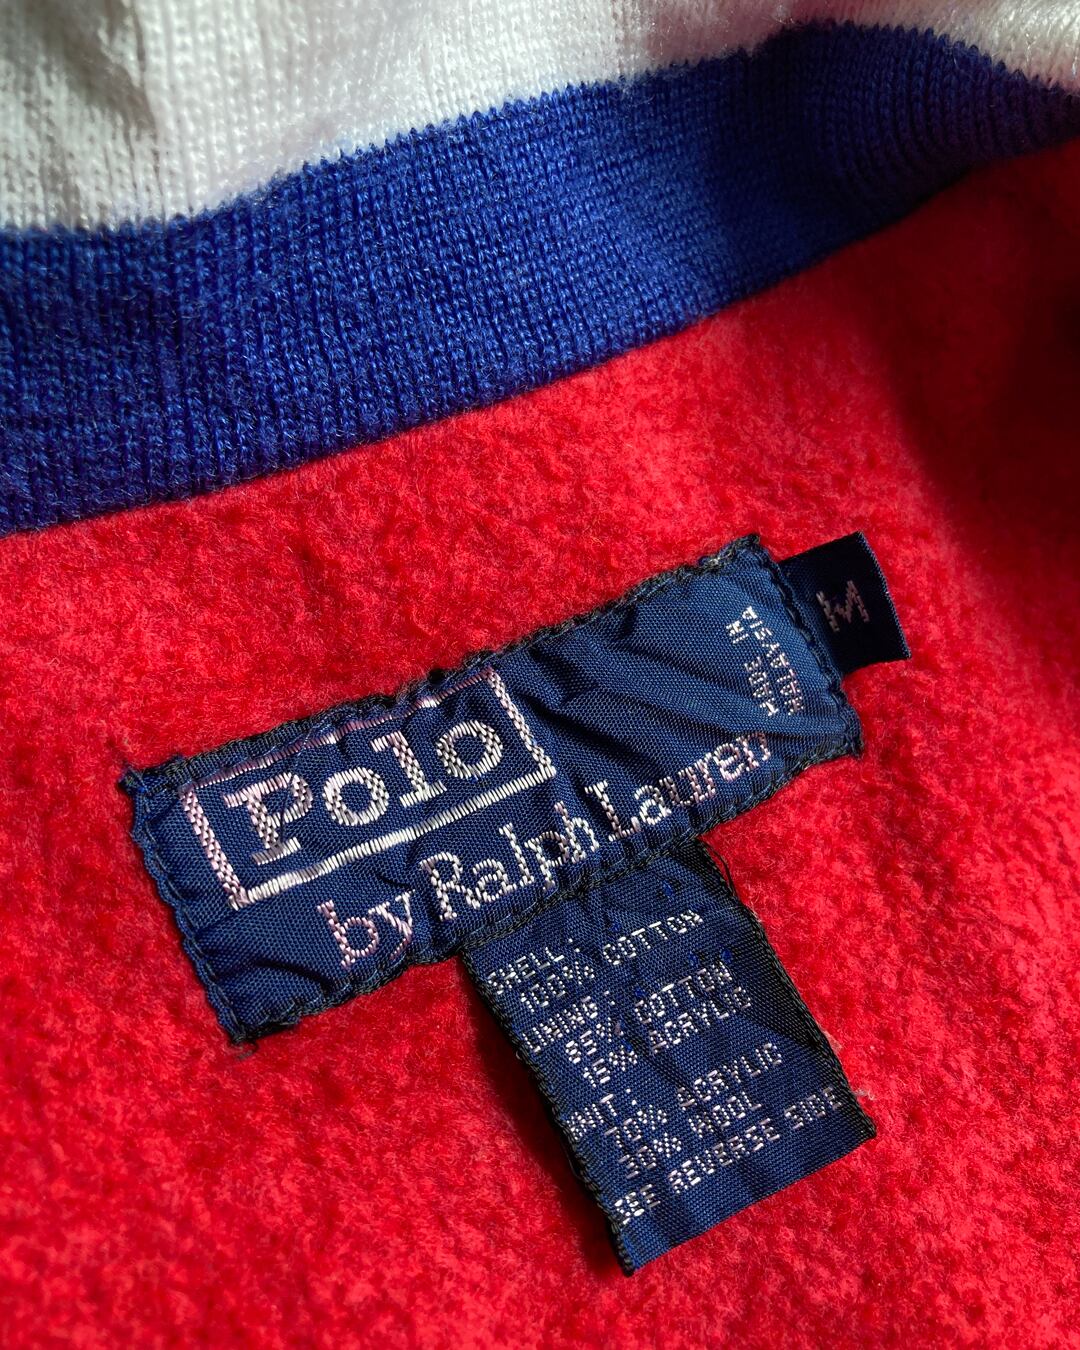 Polo
by Ralph Lauren
MADE IN
MALAYSIA
M
SHELL:
100% COTTON
LINING:
85% COTTON
15% ACRYLIC
KNIT:
70% ACRYLIC
30% WOOL
SEE REVERSE SIDE